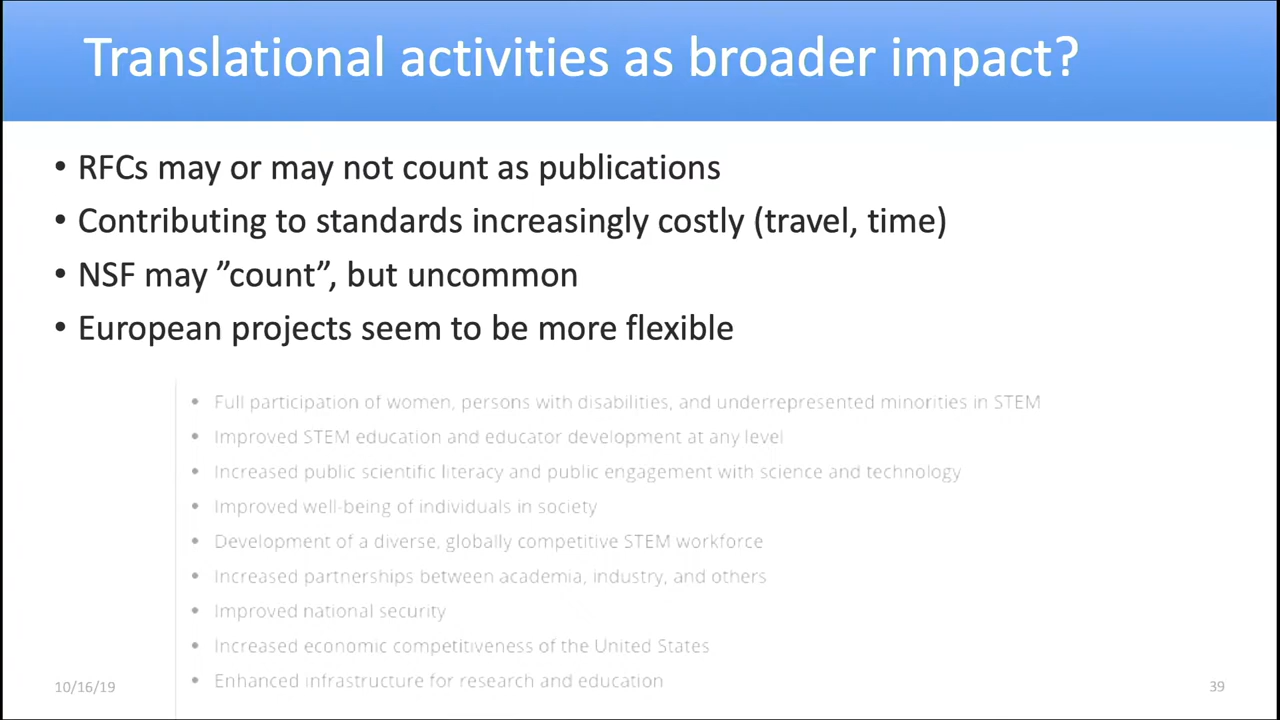 Translational activities as broader impact?
• RFCs may or may not count as publications
• Contributing to standards increasingly costly (travel, time)
• NSF may ”count”, but uncommon
• European projects seem to be more flexible
• Full participation of women, persons with disabilities, and underrepresented minorities in STEM
• Improved STEM education and educator development at any level
• Increased public scientific literacy and public engagement with science and technology
• Improved well-being of individuals in society
• Development of a diverse, globally competitive STEM workforce
• Increased partnerships between academia, industry, and others
• Improved national security
• Increased economic competitiveness of the United States
• Enhanced infrastructure for research and education
10/16/19
39